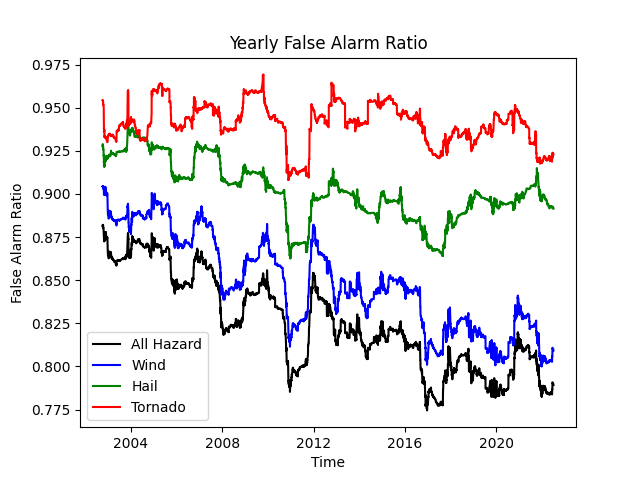 Yearly False Alarm Ratio
False Alarm Ratio
0.975
0.950
0.925
0.900
0.875
0.850
0.825
0.800
0.775
All Hazard
Wind
Hail
Tornado
2004
2008
2012
2016
2020
Time